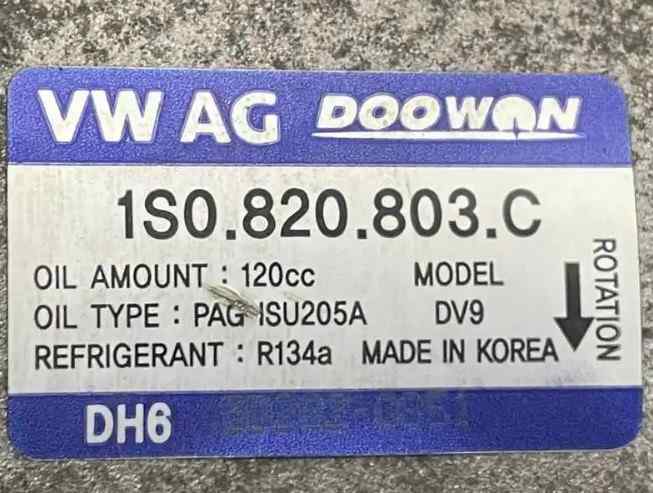 VW AG DOOWON
1S0.820.803.C
OIL AMOUNT : 120cc MODEL
OIL TYPE : PAG ISU205A DV9
REFRIGERANT : R134a MADE IN KOREA
ROTATION
DH6